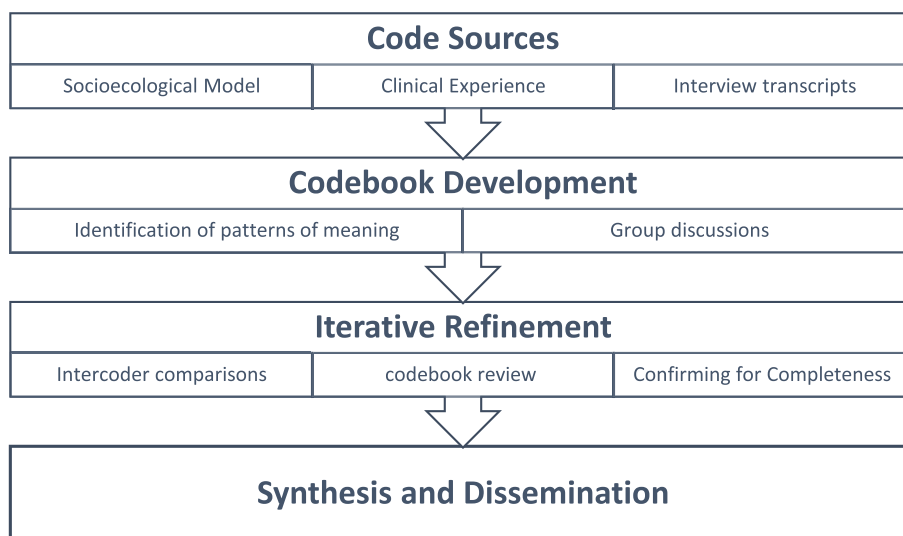 Code Sources
Socioecological Model
Clinical Experience
Interview transcripts
Codebook Development
Identification of patterns of meaning
Group discussions
Iterative Refinement
Intercoder comparisons
codebook review
Confirming for Completeness
Synthesis and Dissemination